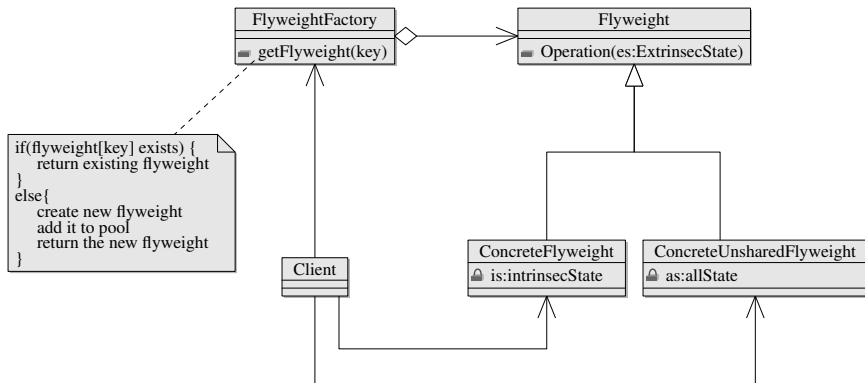 FlyweightFactory
getFlyweight(key)
Flyweight
Operation(es:ExtrinsecState)
if(flyweight[key] exists) {
return existing flyweight
}
else{
create new flyweight
add it to pool
return the new flyweight
}
Client
ConcreteFlyweight
is:intrinsecState
ConcreteUnsharedFlyweight
as:allState